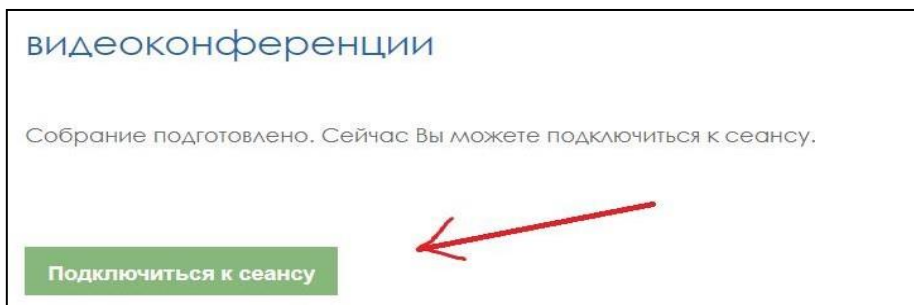 видеоконференции
Собрание подготовлено. Сейчас Вы можете подключиться к сеансу.
Подключиться к сеансу